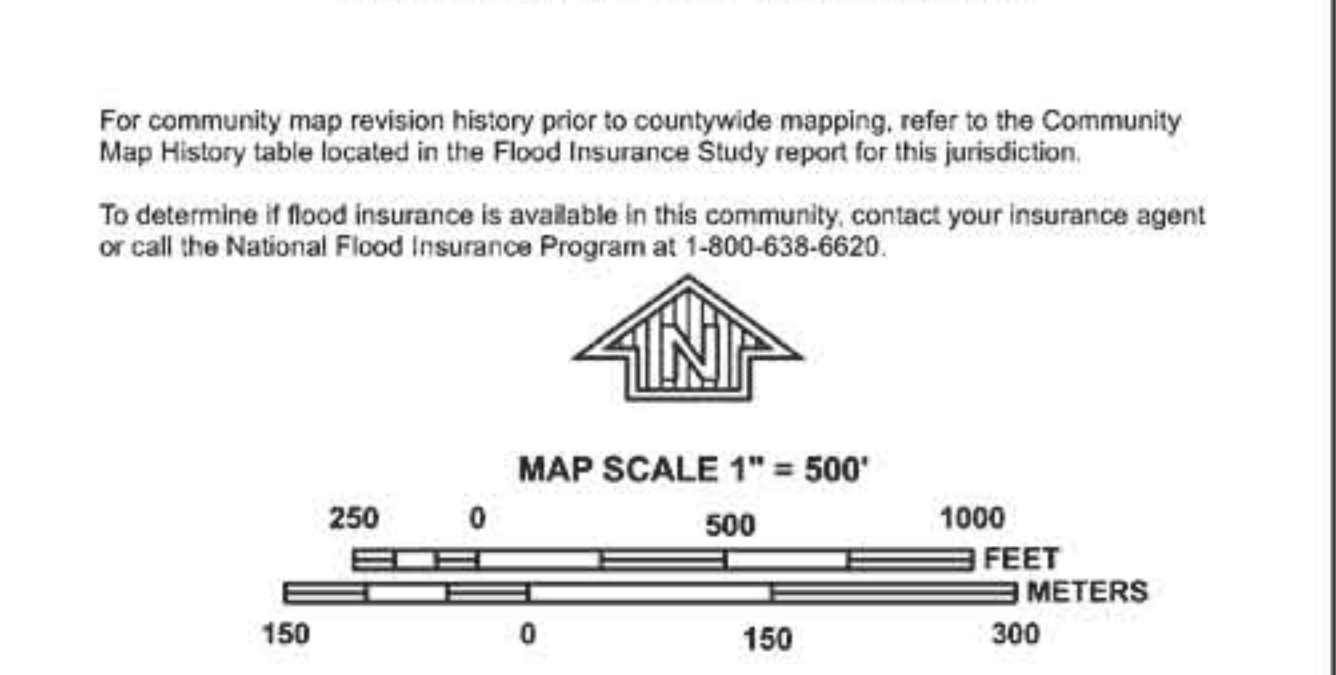 For community map revision history prior to countywide mapping, refer to the Community
Map History table located in the Flood Insurance Study report for this jurisdiction.
To determine if flood insurance is available in this community, contact your insurance agent
or call the National Flood Insurance Program at 1-800-638-6620.
N
MAP SCALE 1" = 500'
250 0 500 1000
FEET
METERS
150 0 150 300